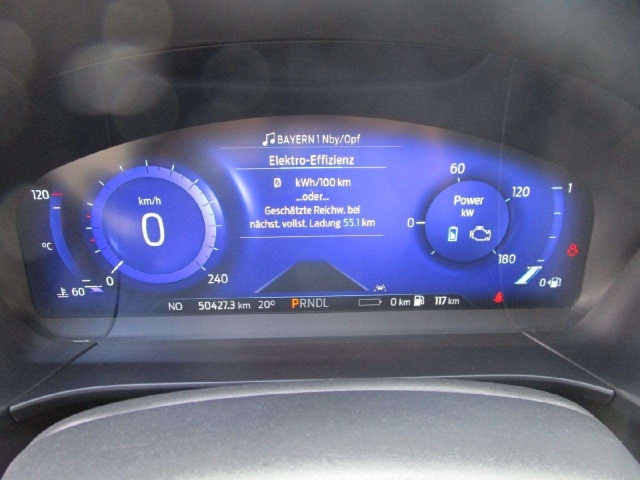 BAYERN 1 Nby/Opf
Elektro-Effizienz
Ø kWh/100 km
...oder...
Geschätzte Reichw. bei
nächst. vollst. Ladung 55.1 km
120
°C
60
km/h
0
0
240
60
0
120
180
Power
kW
1
0
NO 50427.3 km 20° PRNDL 0 km 117 km